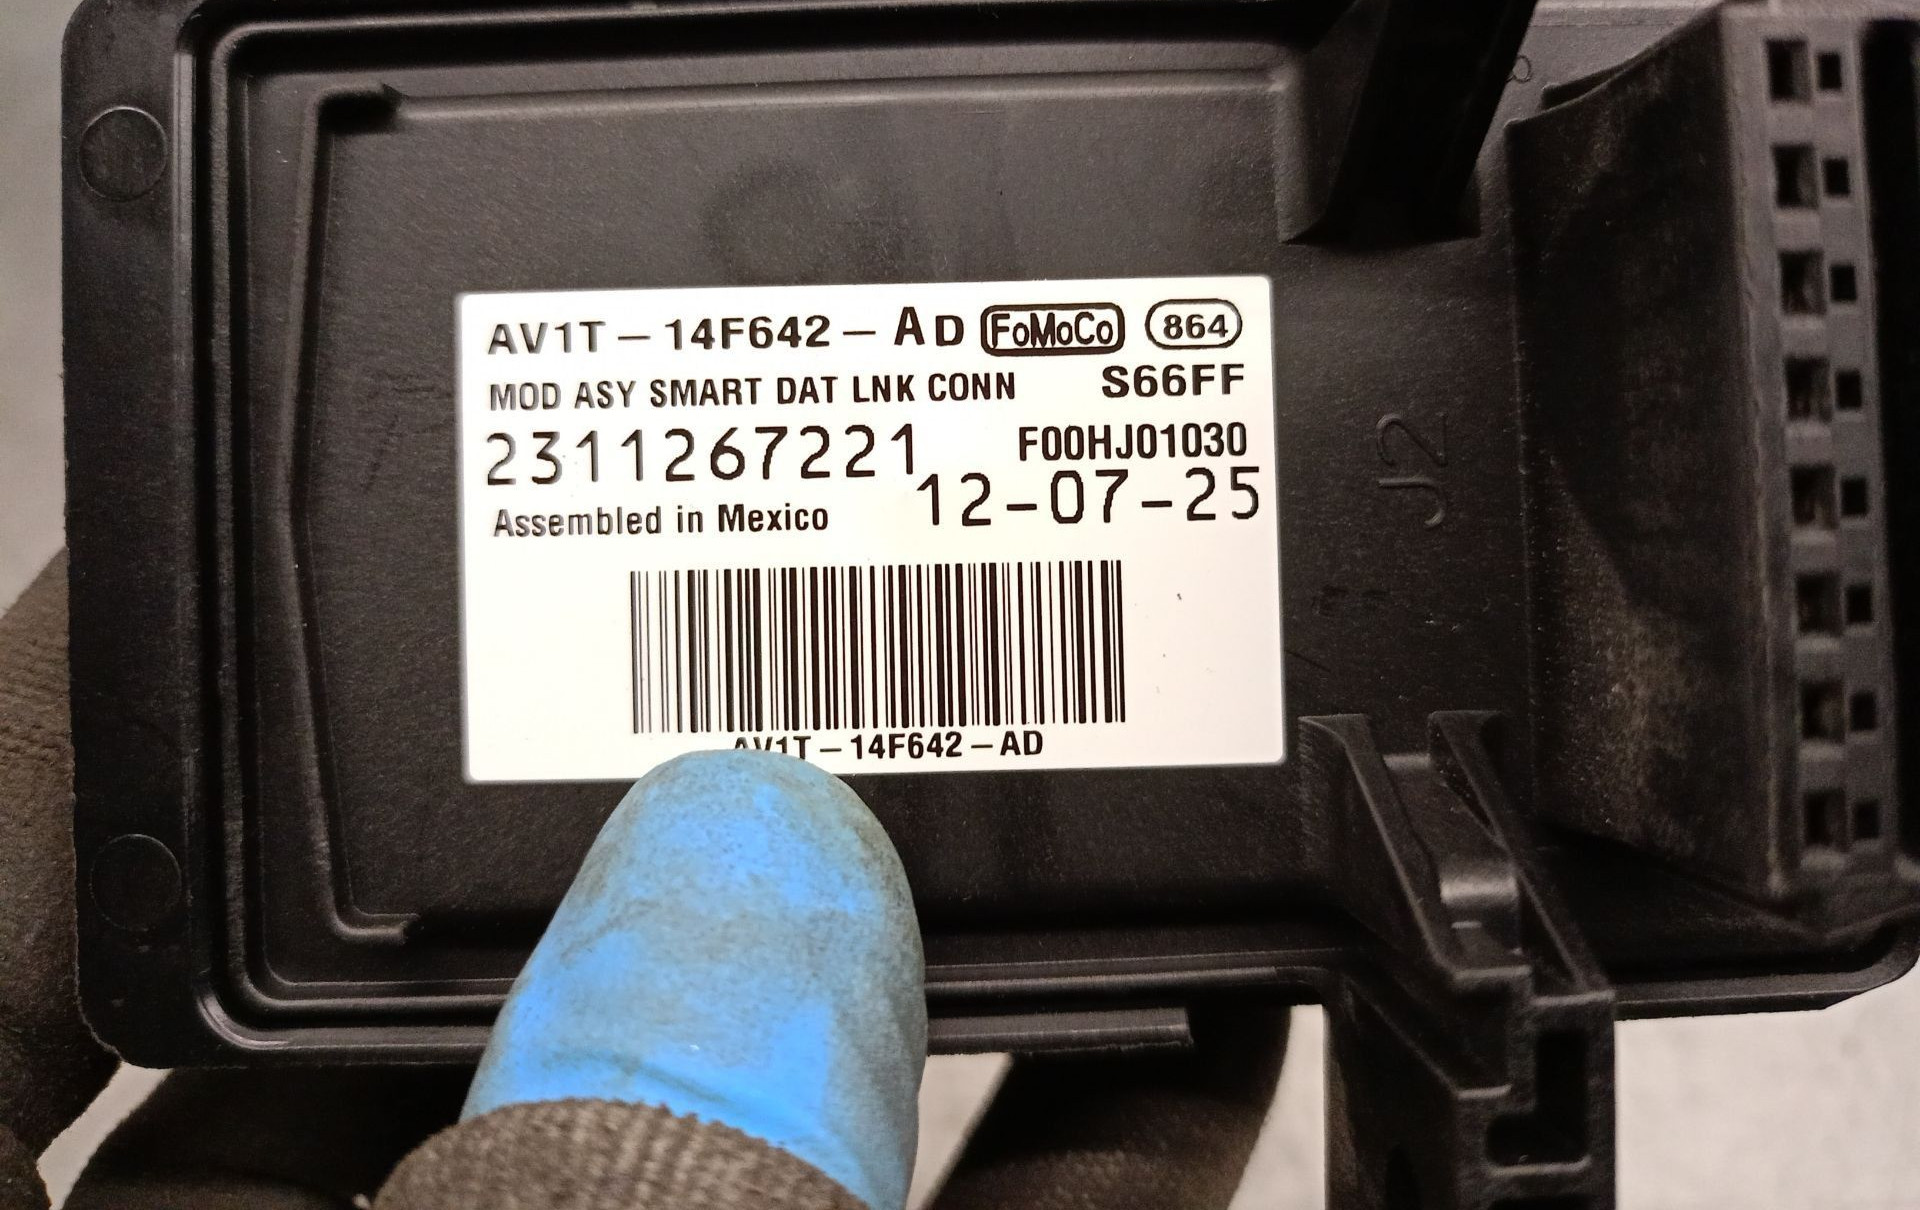 AV1T – 14F642 – AD FoMoCo 864
MOD ASY SMART DAT LNK CONN S66FF
2311267221 F00HJ01030
Assembled in Mexico 12-07-25
AV1T – 14F642 – AD
J2